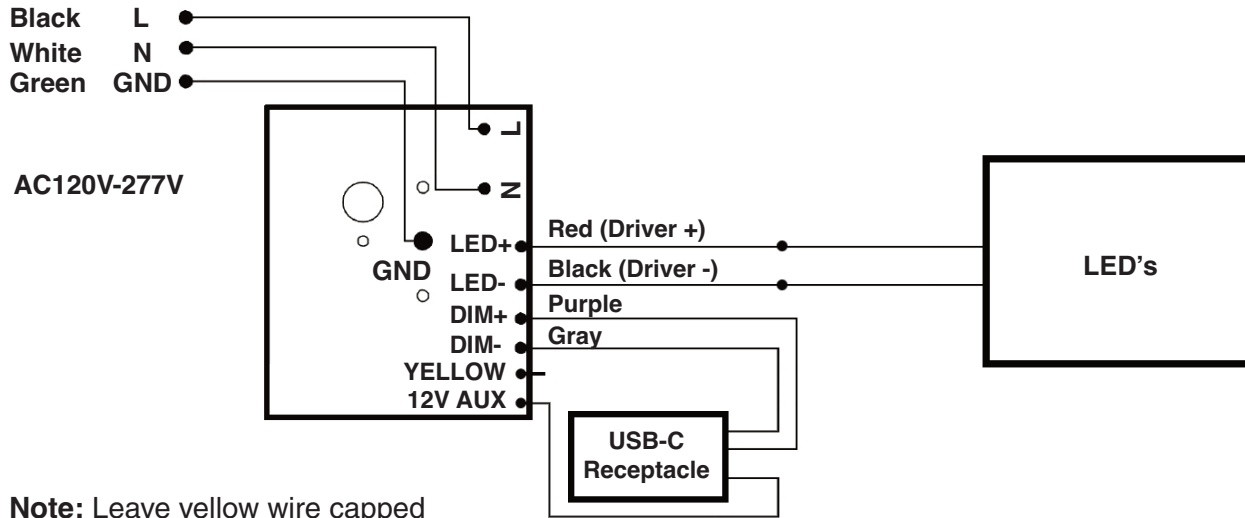 Black L
White N
Green GND
AC120V-277V
L
N
GND
LED+
LED-
DIM+
DIM-
YELLOW
12V AUX
Red (Driver +)
Black (Driver -)
Purple
Gray
LED's
USB-C
Receptacle
Note: Leave yellow wire capped